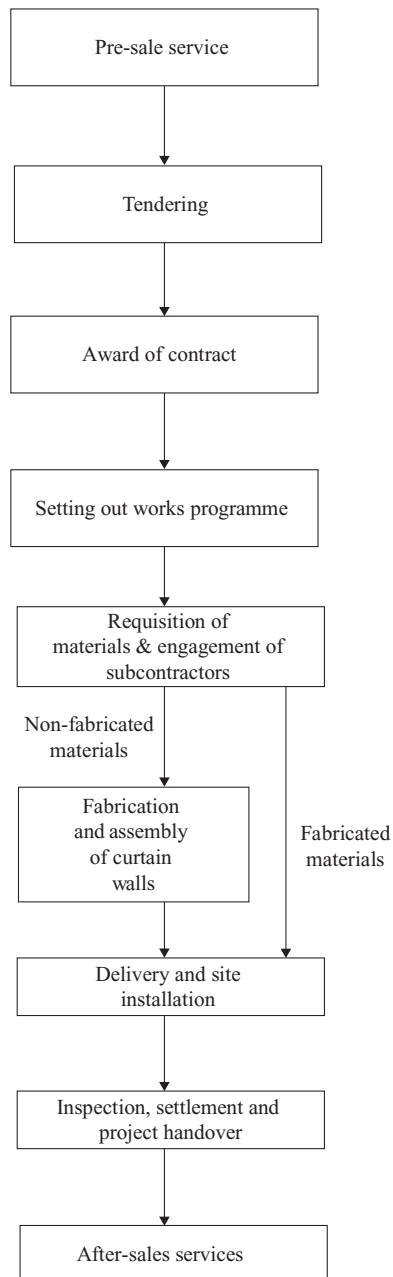 Pre-sale service
Tendering
Award of contract
Setting out works programme
Requisition of
materials & engagement of
subcontractors
Non-fabricated
materials
Fabrication
and assembly
of curtain
walls
Fabricated
materials
Delivery and site
installation
Inspection, settlement and
project handover
After-sales services